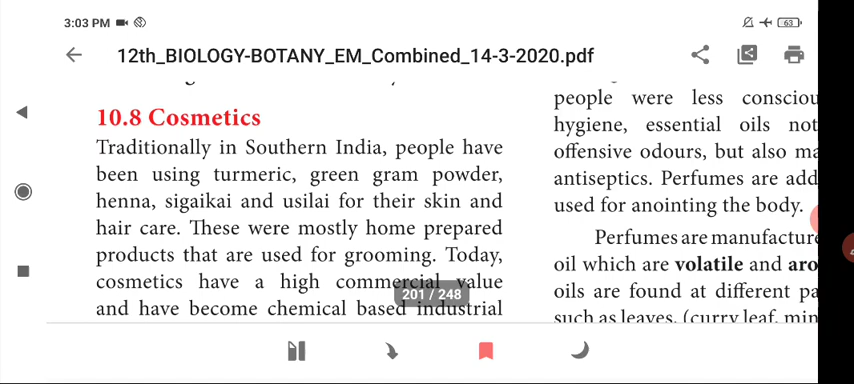 3:03 PM
63
12th_BIOLOGY-BOTANY_EM_Combined_14-3-2020.pdf
10.8 Cosmetics
Traditionally in Southern India, people have
been using turmeric, green gram powder,
henna, sigaikai and usilai for their skin and
hair care. These were mostly home prepared
products that are used for grooming. Today,
cosmetics have a high commercial value
and have become chemical based industrial
201 / 248
people were less consciou
hygiene, essential oils not
offensive odours, but also ma
antiseptics. Perfumes are add
used for anointing the body.
Perfumes are manufacture
oil which are volatile and aro
oils are found at different pa
such as leaves, (curry leaf, min